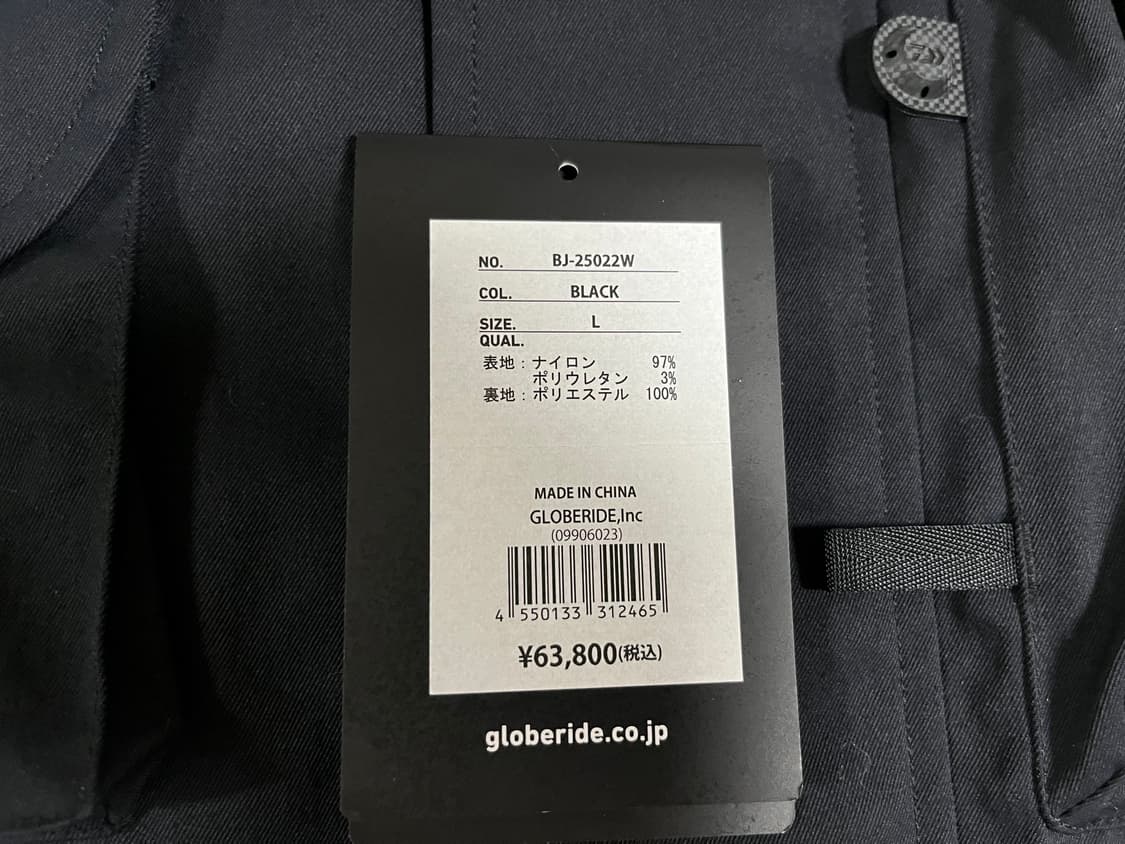 NO. BJ-25022W
COL. BLACK
SIZE. L
QUAL.
表地：ナイロン 97%
ポリウレタン 3%
裏地：ポリエステル 100%
MADE IN CHINA
GLOBERIDE,Inc
(09906023)
4 550133 312465
¥63,800(税込)
globeride.co.jp